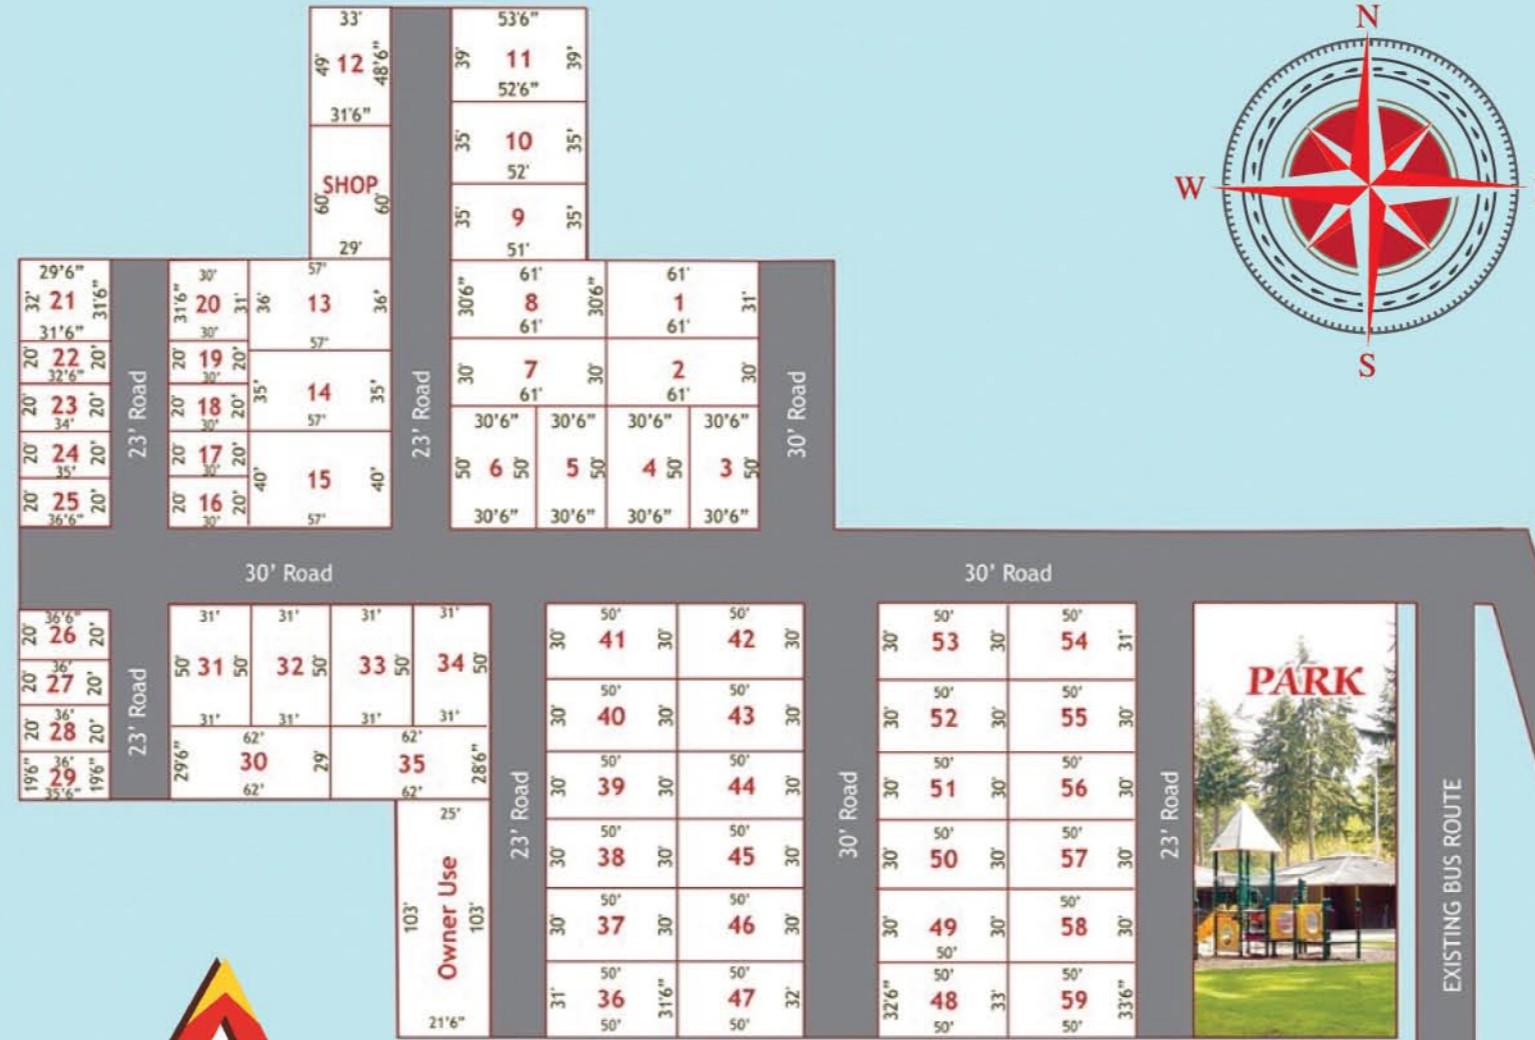 N
W
S
33'
49' 12 48'6"
31'6"
SHOP
60' 60'
29'
53'6"
39' 11 39'
52'6"
35' 10 35'
52'
35' 9 35'
51'
29'6"
32' 21 31'6"
31'6"
20' 22 20'
32'6"
20' 23 20'
34'
20' 24 20'
35'
20' 25 20'
36'6"
23' Road
30'
31'6" 20 31'
30'
20' 19 20'
30'
20' 18 20'
30'
20' 17 20'
30'
20' 16 20'
30'
57"
36' 13 36"
57"
35' 14 35'
57'
40' 15 40'
57"
23' Road
61'
30'6" 8 30'6"
61'
61'
1 31'
61'
30' 7 30'
61'
2 30'
61'
30'6" 30'6" 30'6" 30'6"
50' 6 50' 5 50' 4 50' 3 50'
30'6" 30'6" 30'6" 30'6"
30' Road
30' Road
30' Road
36'6"
20' 26 20'
36'
20' 27 20'
36'
20' 28 20'
36'
19'6" 29 19'6"
35'6"
23' Road
31' 31' 31' 31'
50' 31 50' 32 50' 33 50' 34 50'
31' 31' 31' 31'
62' 62'
29'6" 30 29' 35 28'6"
62' 62'
25'
103' Owner Use 103'
21'6"
23' Road
50' 50'
30' 41 30' 42 30'
50' 50'
30' 40 30' 43 30'
50' 50'
30' 39 30' 44 30'
50' 50'
30' 38 30' 45 30'
50' 50'
30' 37 30' 46 30'
50' 50'
31' 36 31'6" 47 32'
50' 50'
30' Road
50' 50'
30' 53 30' 54 31'
50' 50'
30' 52 30' 55 30'
50' 50'
30' 51 30' 56 30'
50' 50'
30' 50 30' 57 30'
50"
30' 49 30' 58 30'
50'
50' 50'
32'6" 48 33' 59 33'6"
50' 50'
23' Road
PARK
EXISTING BUS ROUTE